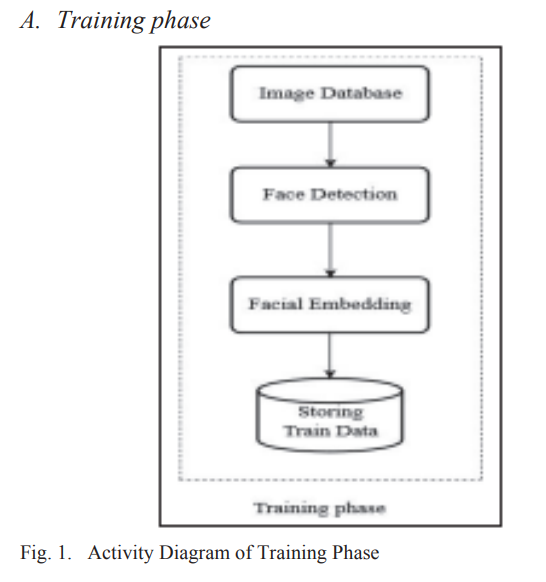 A. Training phase
Image Database
Face Detection
Facial Embedding
Storing
Train Data
Training phase
Fig. 1. Activity Diagram of Training Phase